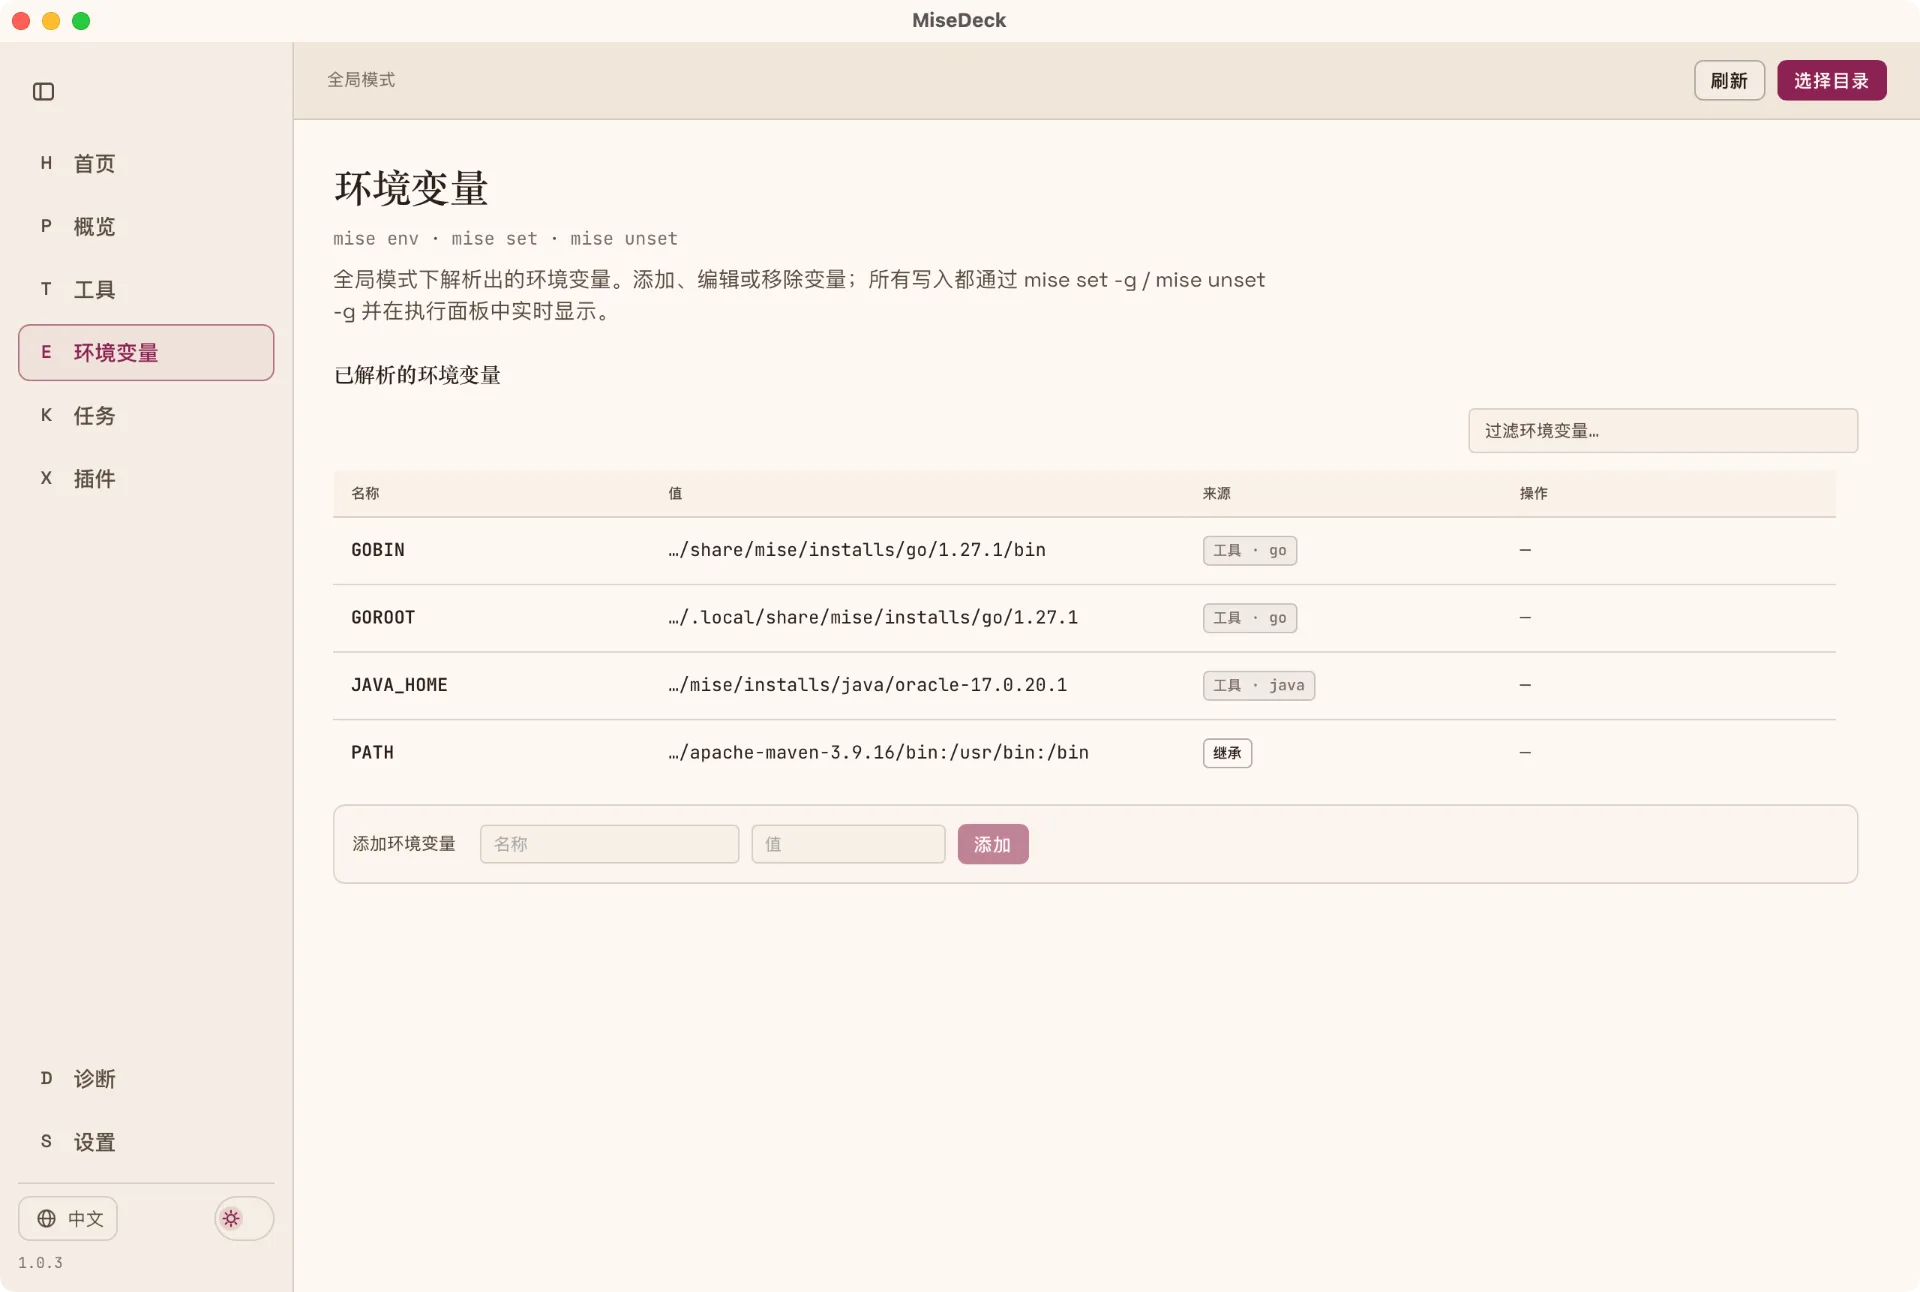 MiseDeck
全局模式
刷新
选择目录
H 首页
P 概览
T 工具
E 环境变量
K 任务
X 插件
D 诊断
S 设置
中文
1.0.3
环境变量
mise env · mise set · mise unset
全局模式下解析出的环境变量。添加、编辑或移除变量；所有写入都通过 mise set -g / mise unset
-g 并在执行面板中实时显示。
已解析的环境变量
过滤环境变量…
名称 值 来源 操作
GOBIN …/share/mise/installs/go/1.27.1/bin 工具 · go —
GOROOT …/.local/share/mise/installs/go/1.27.1 工具 · go —
JAVA_HOME …/mise/installs/java/oracle-17.0.20.1 工具 · java —
PATH …/apache-maven-3.9.16/bin:/usr/bin:/bin 继承 —
添加环境变量 名称 值 添加